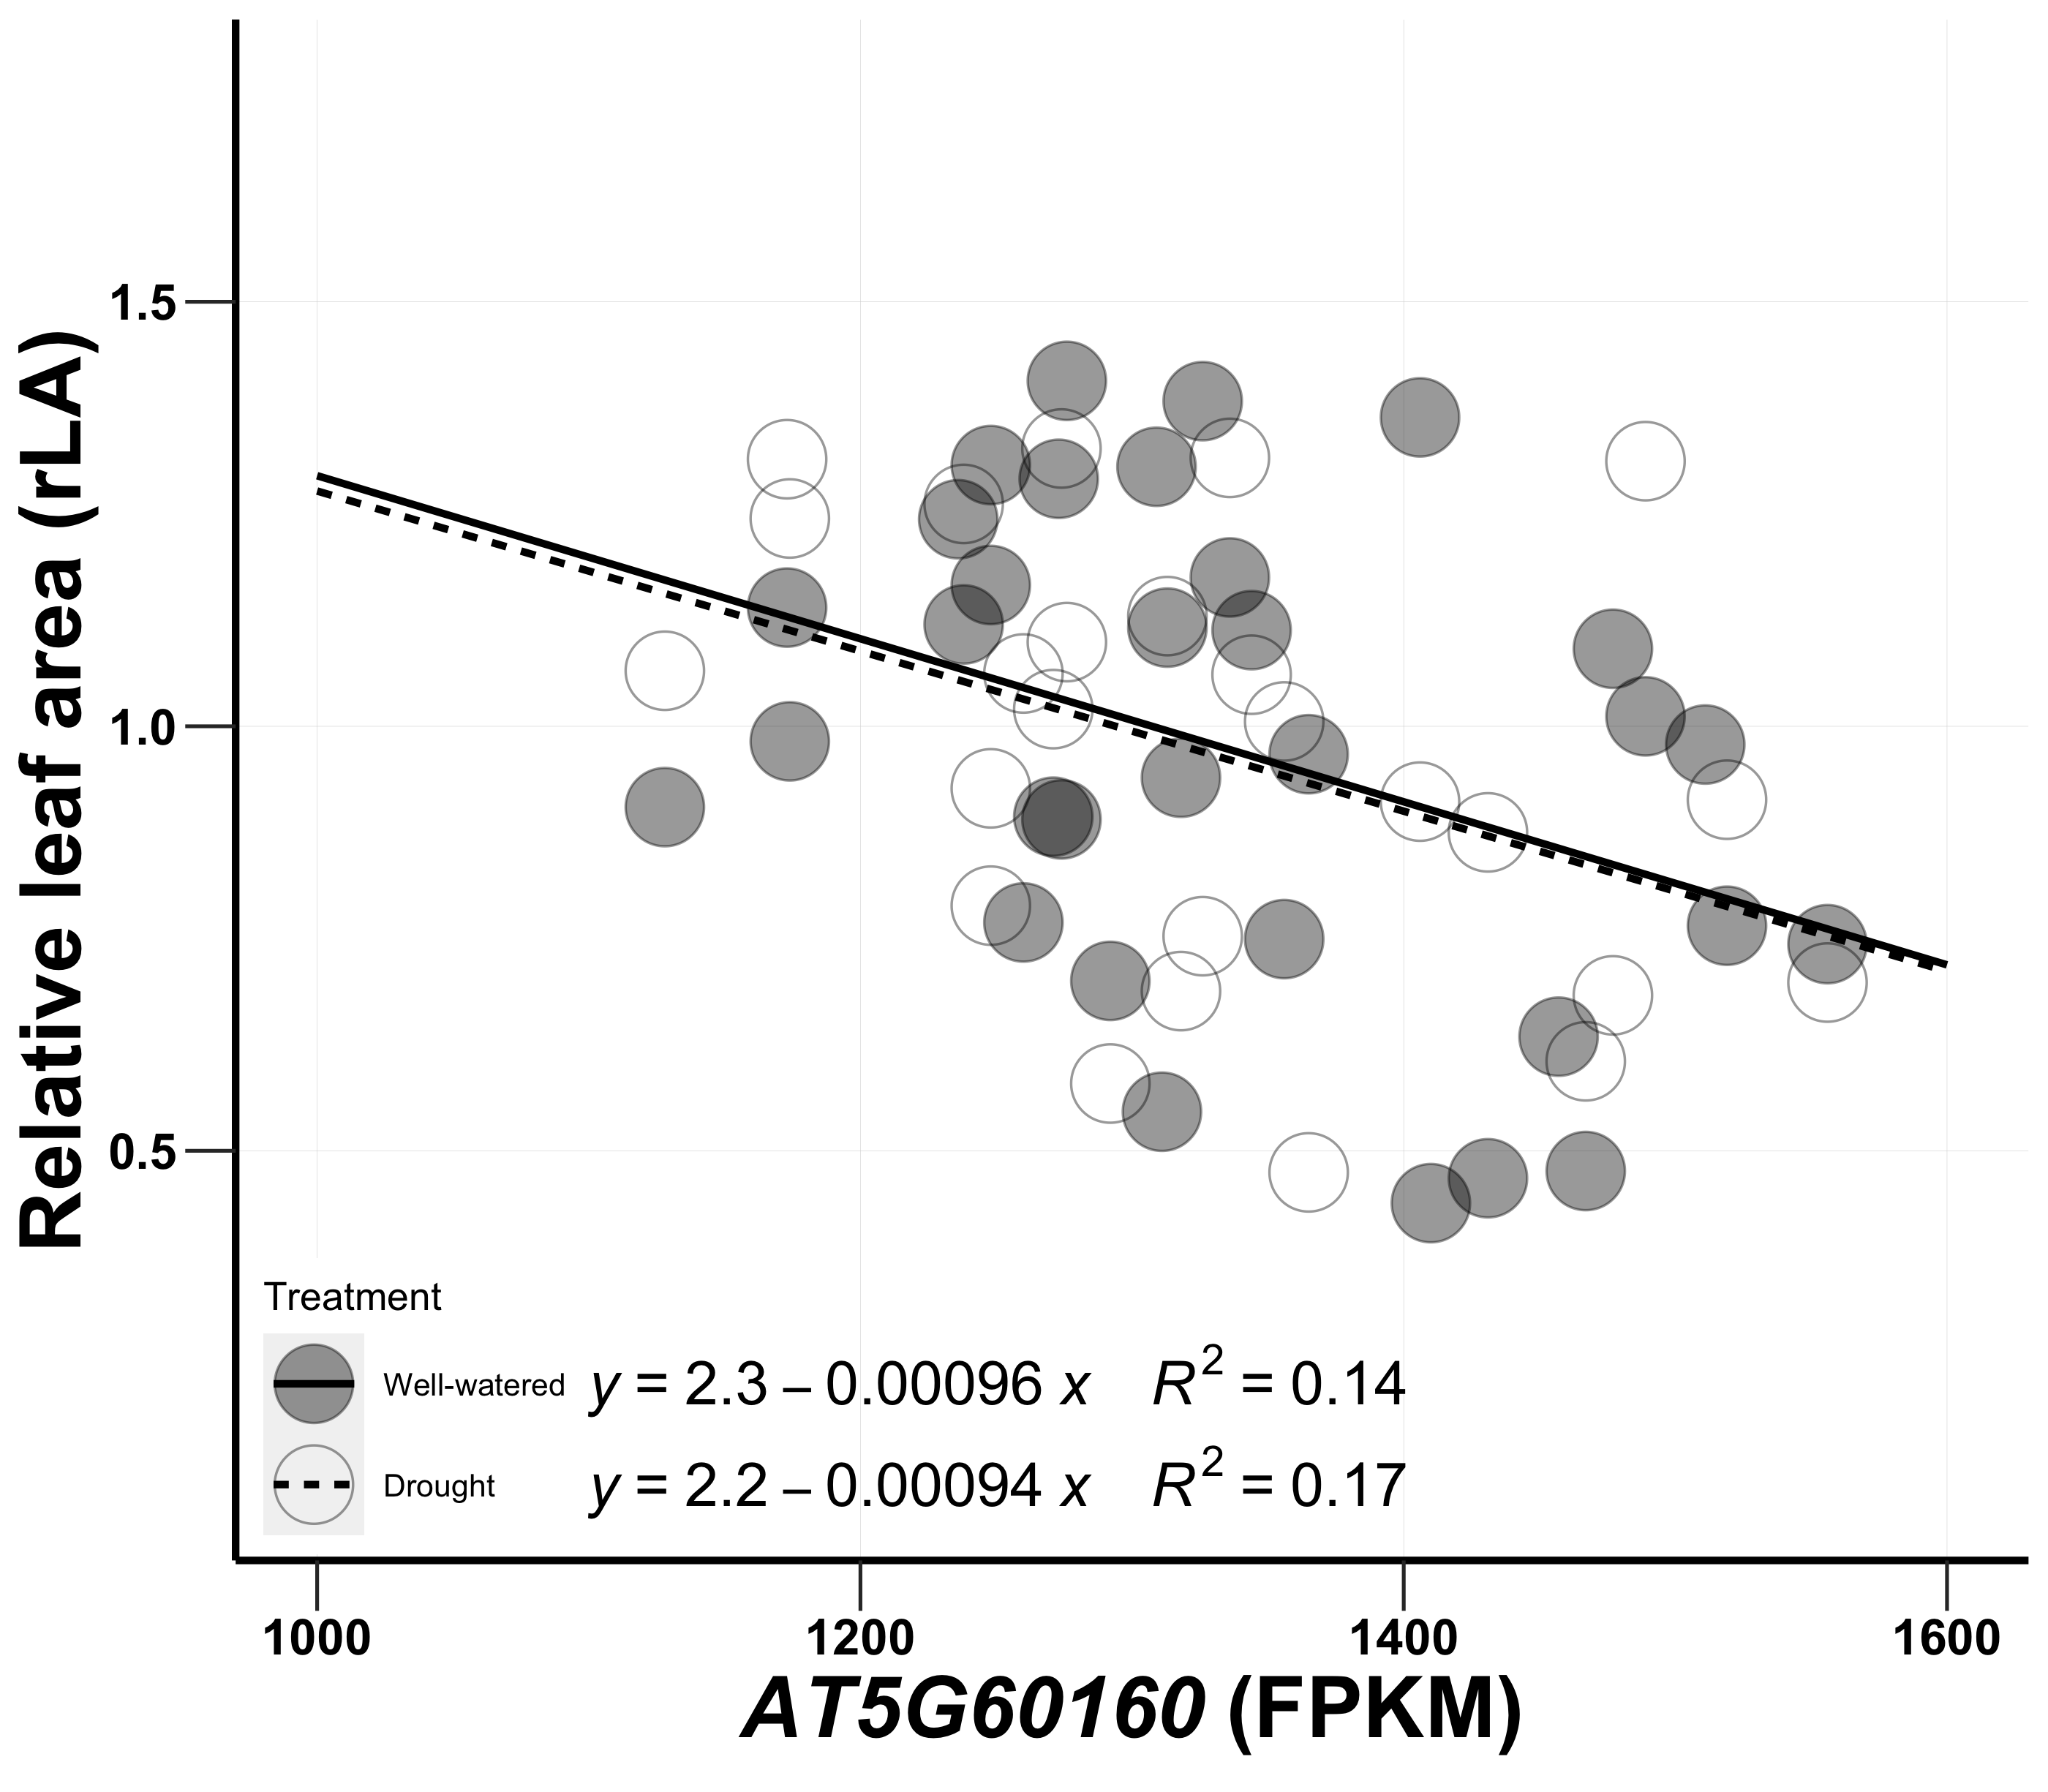 Relative leaf area (rLA)
1.5
1.0
0.5
Treatment
Well-watered y = 2.3 – 0.00096 x R² = 0.14
Drought y = 2.2 – 0.00094 x R² = 0.17
1000 1200 1400 1600
AT5G60160 (FPKM)